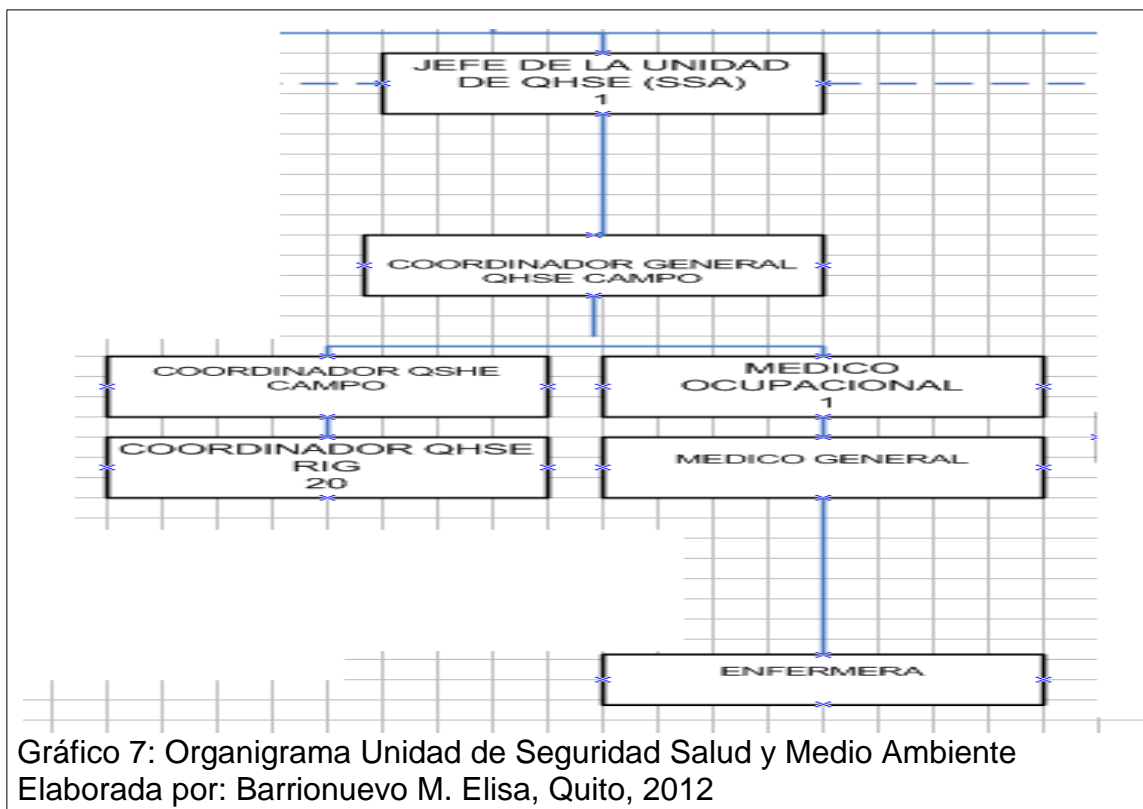 JEFE DE LA UNIDAD
DE QHSE (SSA)
1
COORDINADOR GENERAL
QHSE CAMPO
COORDINADOR QSHE
CAMPO
MEDICO
OCUPACIONAL
1
COORDINADOR QHSE
RIG
20
MEDICO GENERAL
ENFERMERA
Gráfico 7: Organigrama Unidad de Seguridad Salud y Medio Ambiente
Elaborada por: Barrionuevo M. Elisa, Quito, 2012